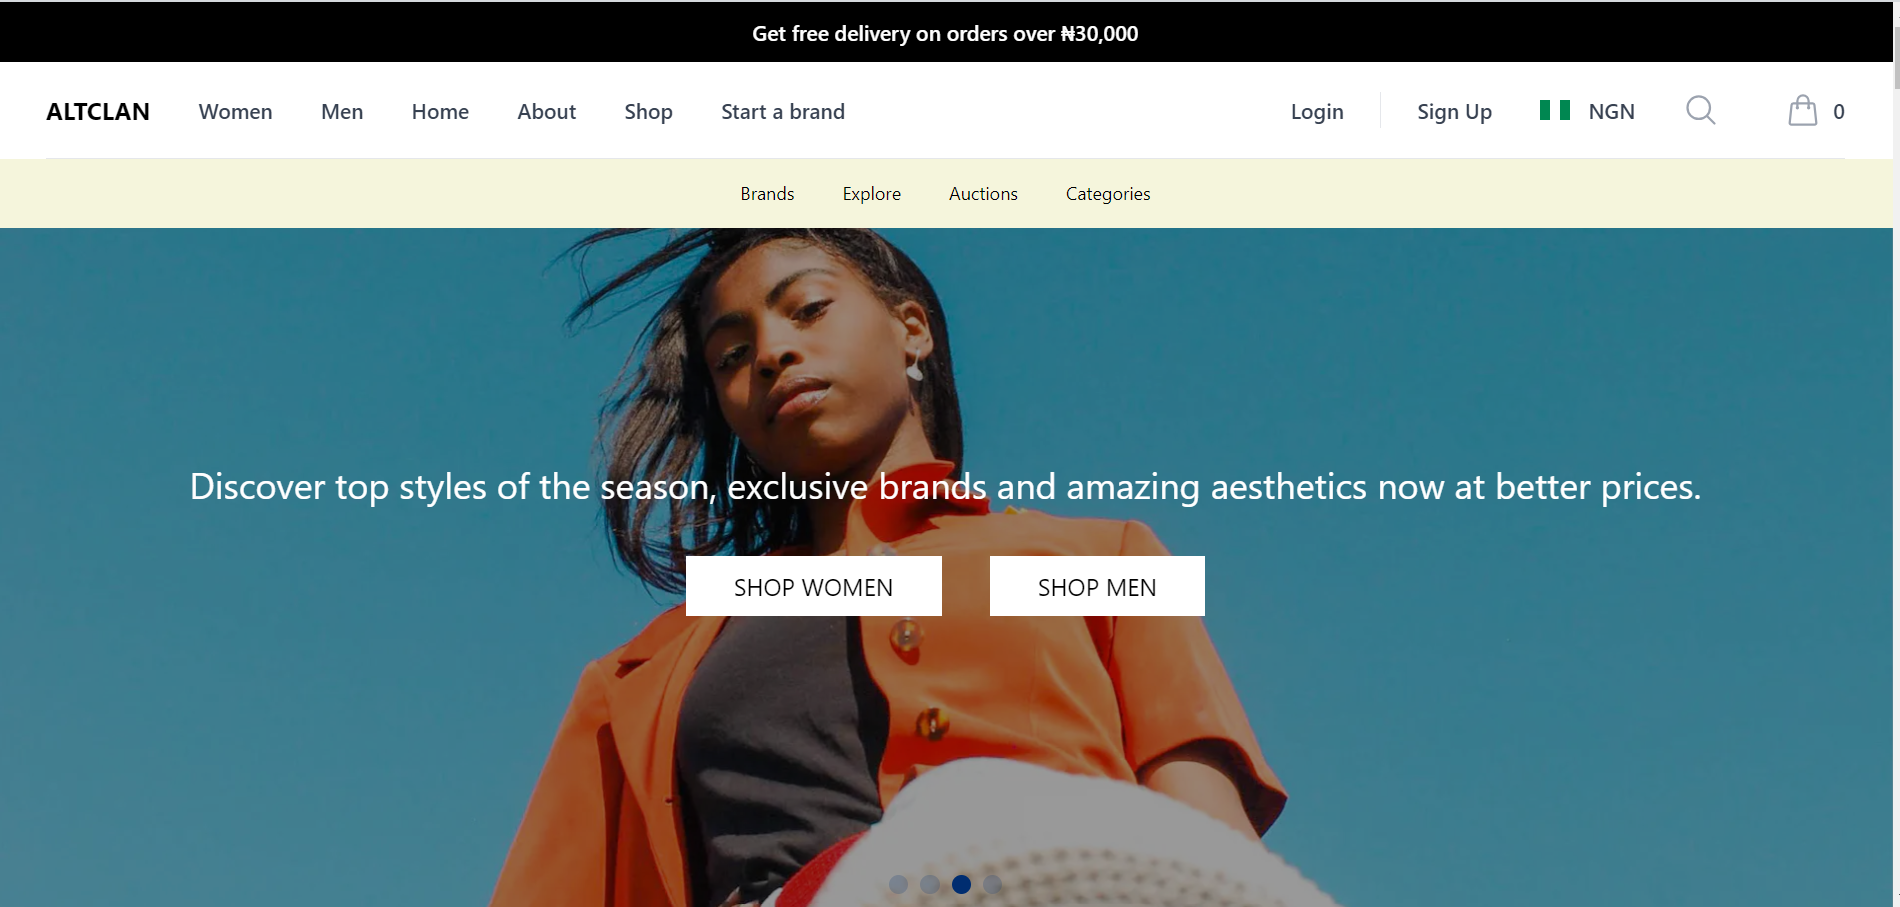 Get free delivery on orders over ₦30,000
ALTCLAN Women Men Home About Shop Start a brand Login Sign Up NGN 0
Brands Explore Auctions Categories
Discover top styles of the season, exclusive brands and amazing aesthetics now at better prices.
SHOP WOMEN SHOP MEN